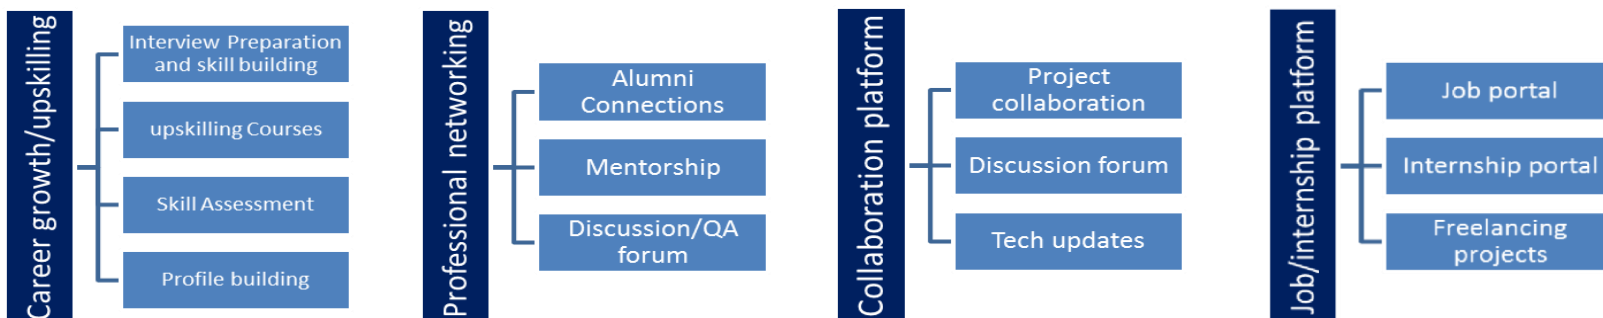 Career growth/upskilling
Interview Preparation
and skill building
upskilling Courses
Skill Assessment
Profile building
Professional networking
Alumni
Connections
Mentorship
Discussion/QA
forum
Collaboration platform
Project
collaboration
Discussion forum
Tech updates
Job/internship platform
Job portal
Internship portal
Freelancing
projects